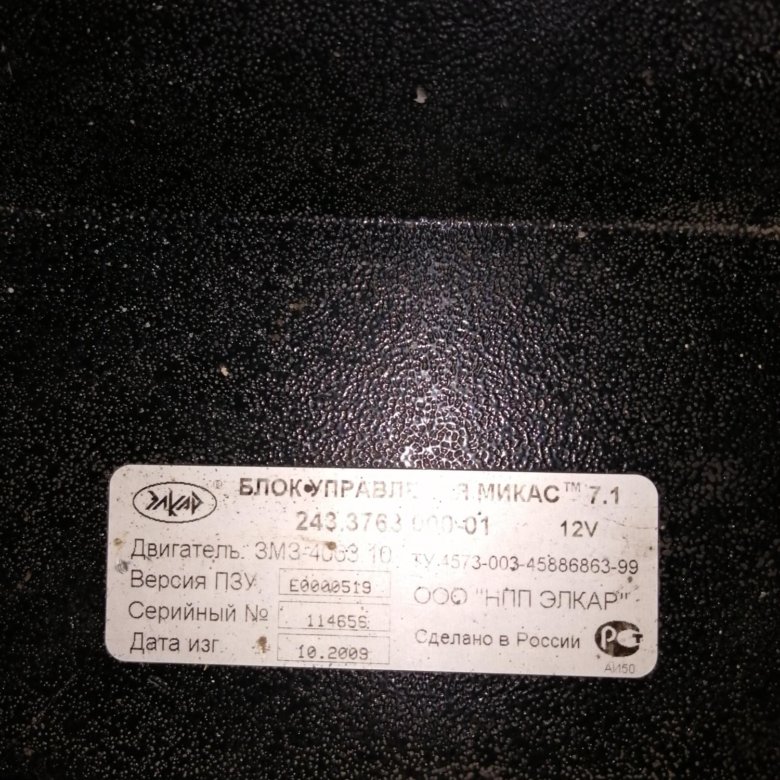 ЭЛКАР ®
БЛОК УПРАВЛЕНИЯ МИКАС™ 7.1
243.3763 000-01 12V
Двигатель: ЗМЗ-4063.10 ТУ 4573-003-45886863-99
Версия ПЗУ E0000519
ООО "НПП ЭЛКАР"
Серийный № 114656
Сделано в России РСТ
Дата изг. 10.2009
АИ50